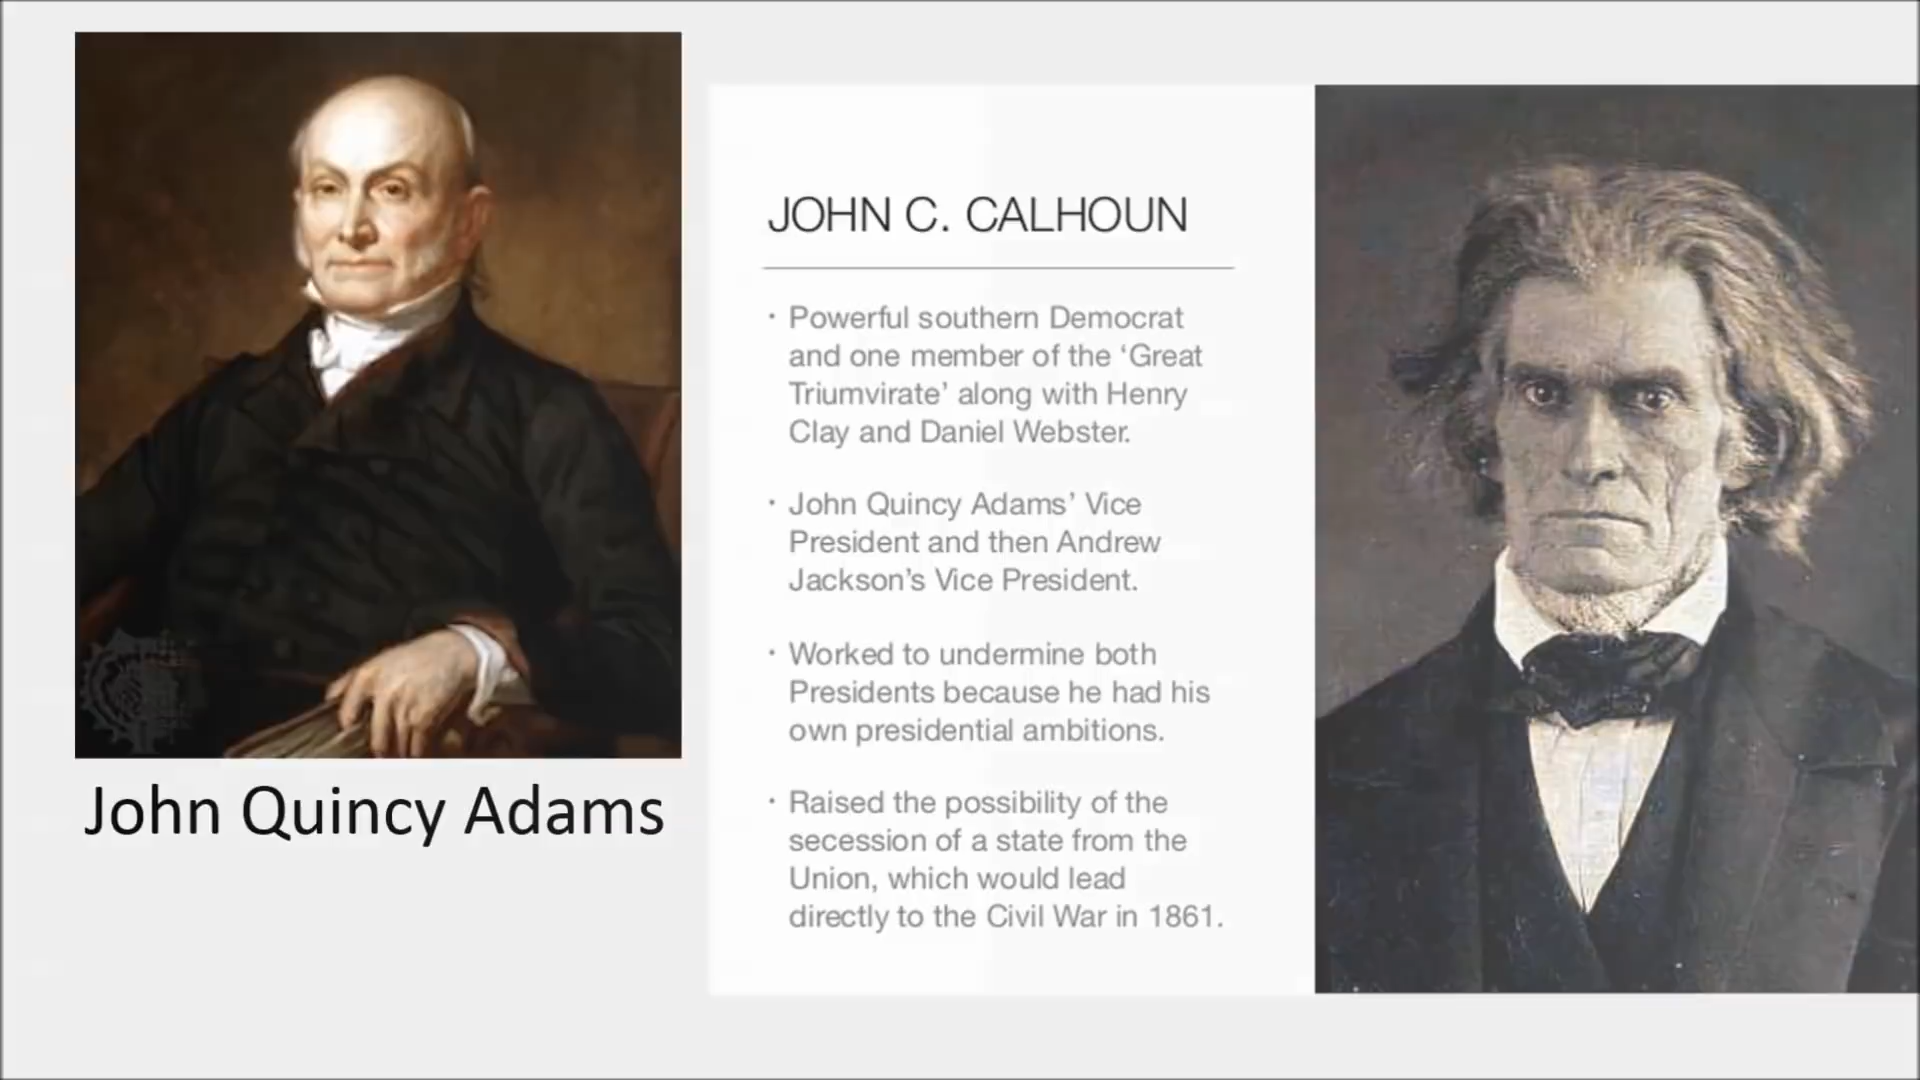 John Quincy Adams
JOHN C. CALHOUN
· Powerful southern Democrat
and one member of the ‘Great
Triumvirate’ along with Henry
Clay and Daniel Webster.
· John Quincy Adams’ Vice
President and then Andrew
Jackson’s Vice President.
· Worked to undermine both
Presidents because he had his
own presidential ambitions.
· Raised the possibility of the
secession of a state from the
Union, which would lead
directly to the Civil War in 1861.